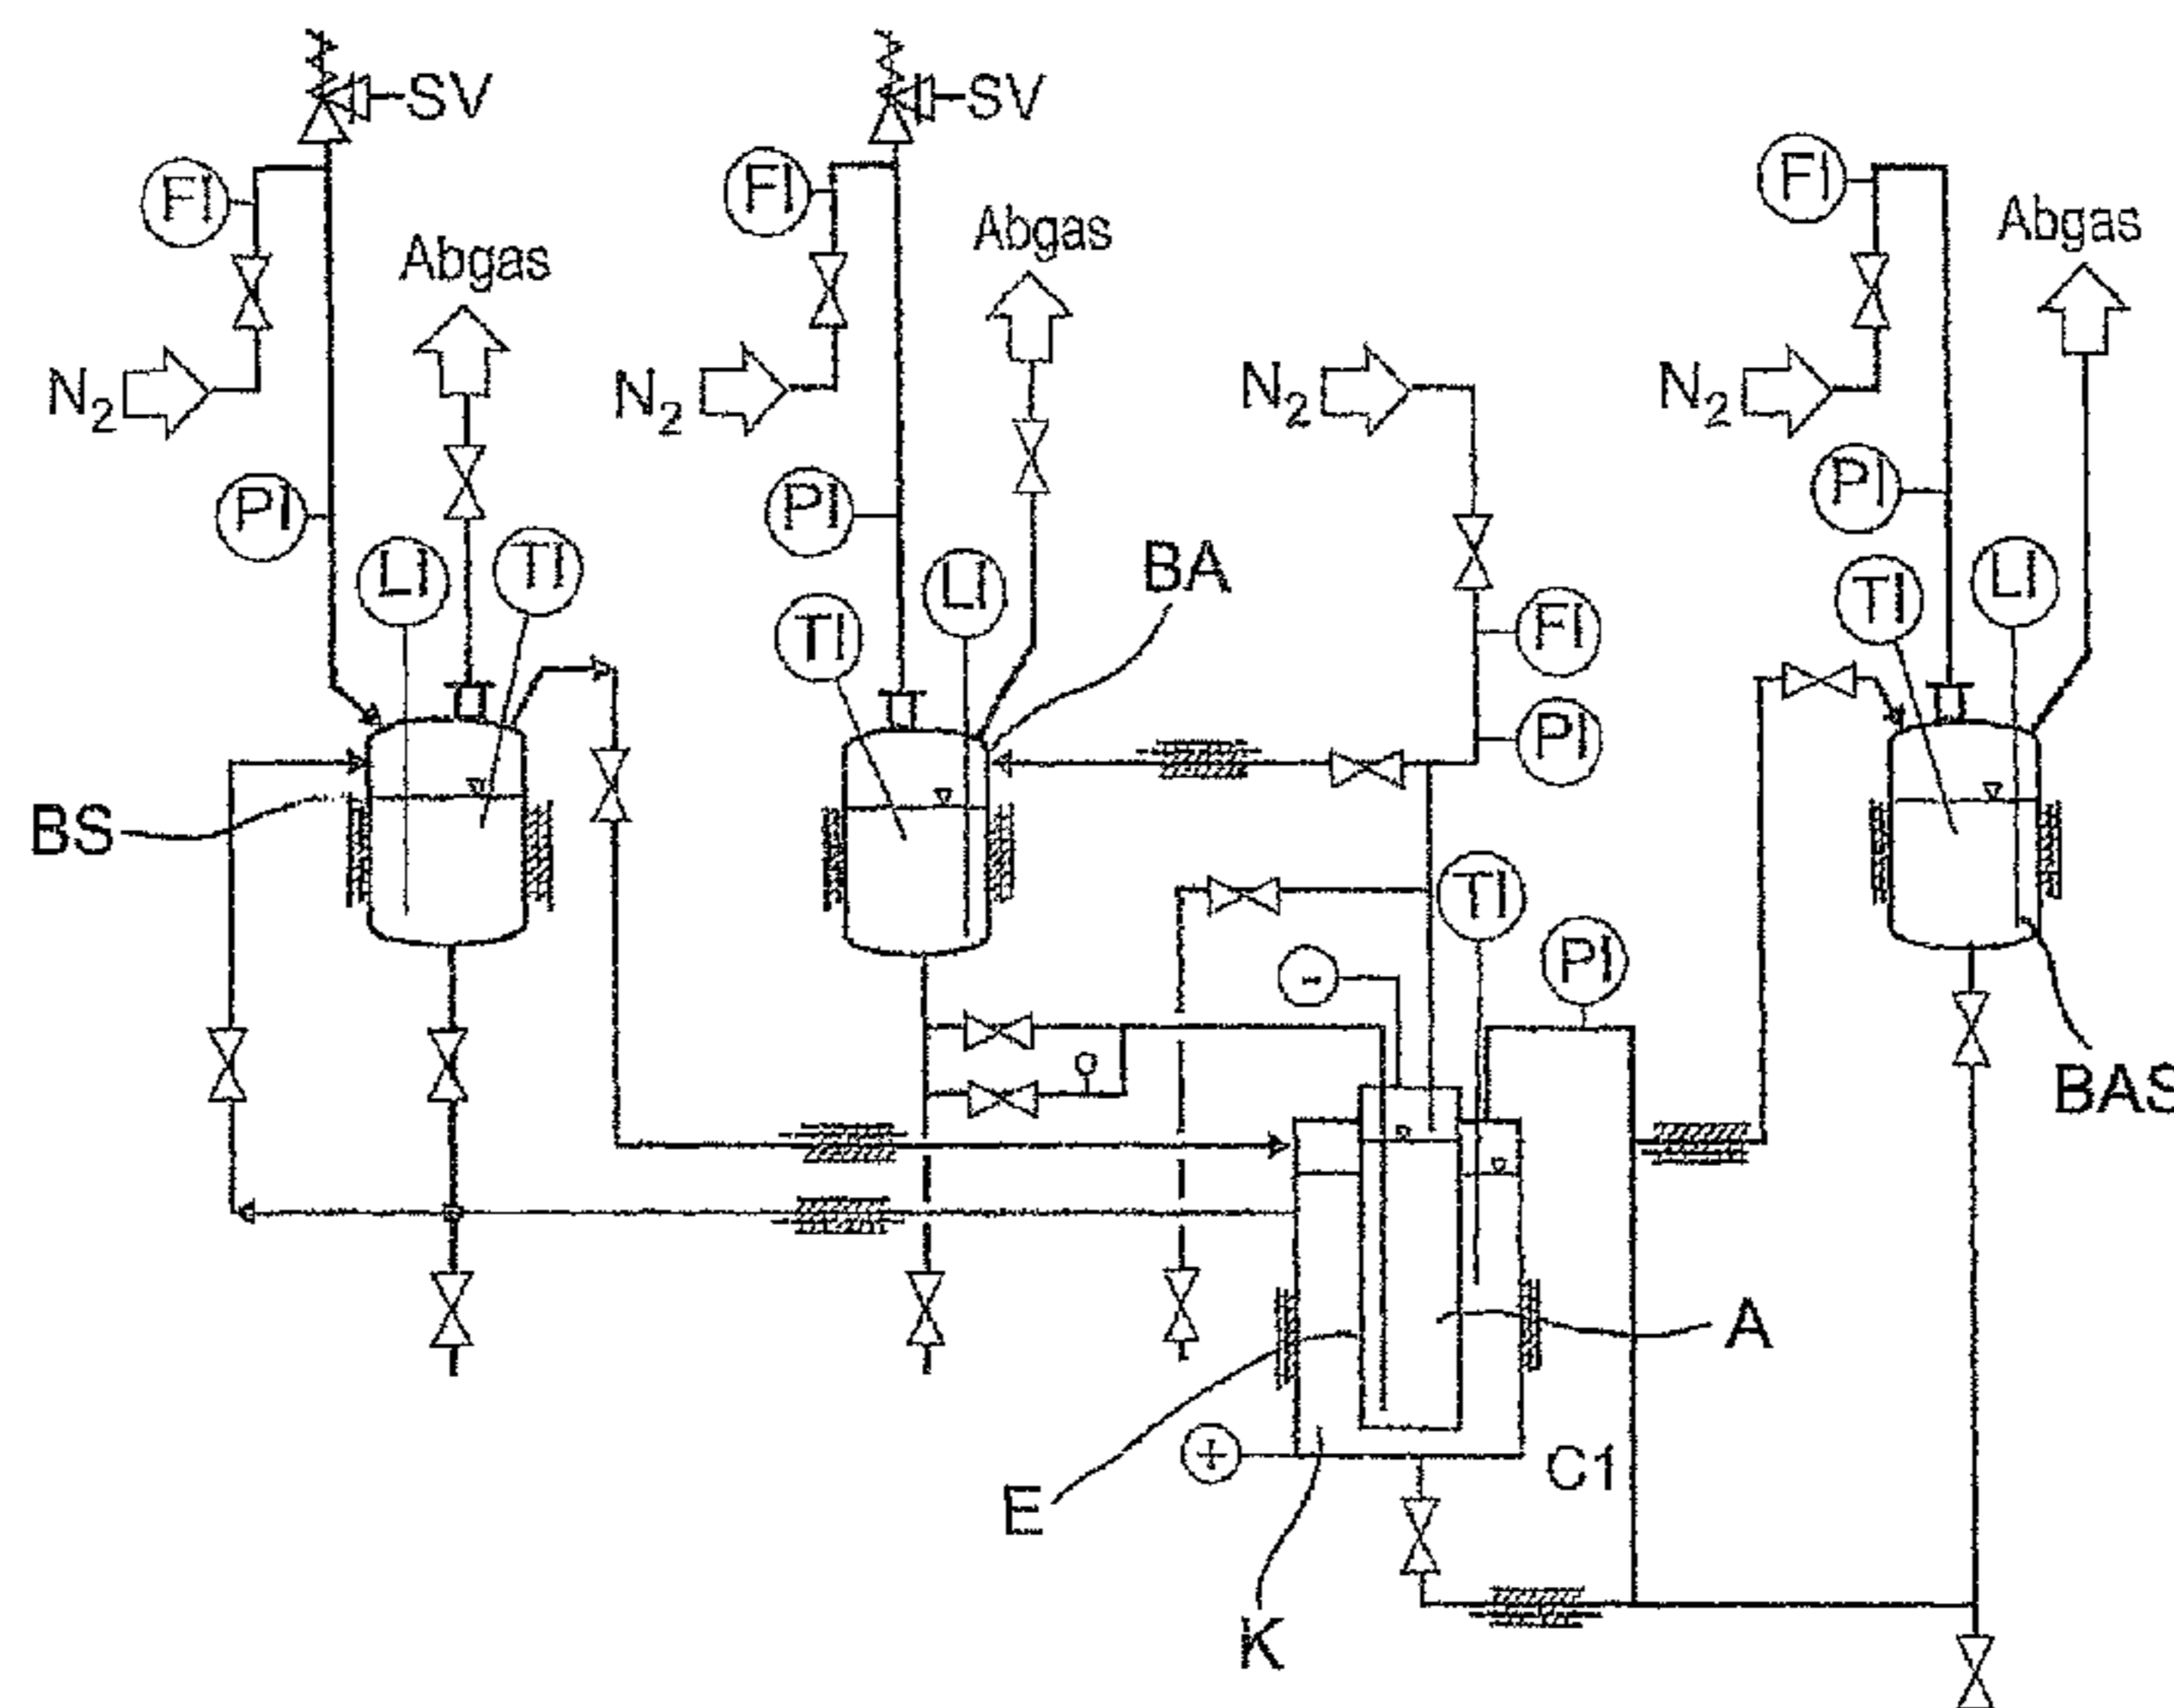 SV
SV
FI
FI
FI
Abgas
Abgas
Abgas
N2
N2
N2
N2
PI
PI
PI
LI
TI
BA
LI
TI
LI
TI
FI
PI
BS
TI
PI
BAS
-
A
E
+
C1
K